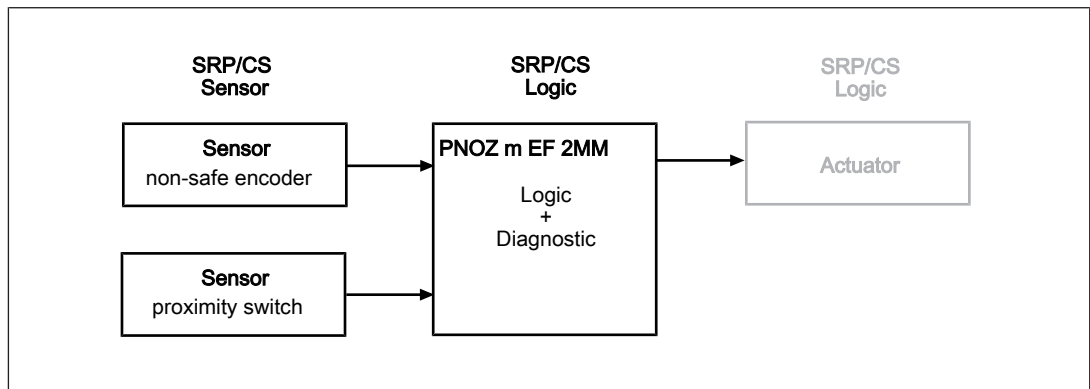 SRP/CS
Sensor
SRP/CS
Logic
SRP/CS
Logic
Sensor
non-safe encoder
PNOZ m EF 2MM
Logic
+
Diagnostic
Actuator
Sensor
proximity switch